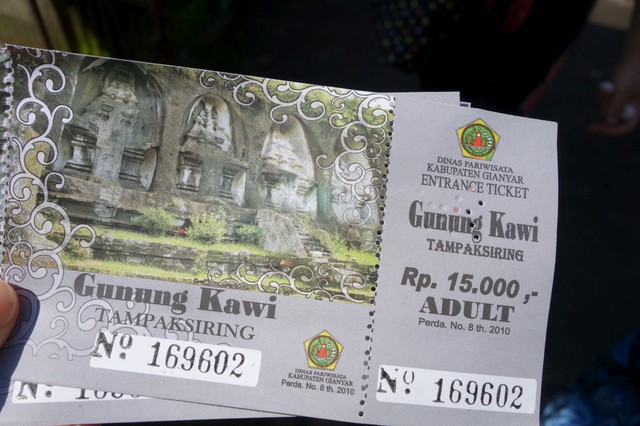 Gunung Kawi
TAMPAKSIRING
Nº 169602
DINAS PARIWISATA
KABUPATEN GIANYAR
Perda. No. 8 th. 2010
DINAS PARIWISATA
KABUPATEN GIANYAR
ENTRANCE TICKET
Gunung Kawi
TAMPAKSIRING
Rp. 15.000,-
ADULT
Perda. No. 8 th. 2010
Nº 169602
Nº